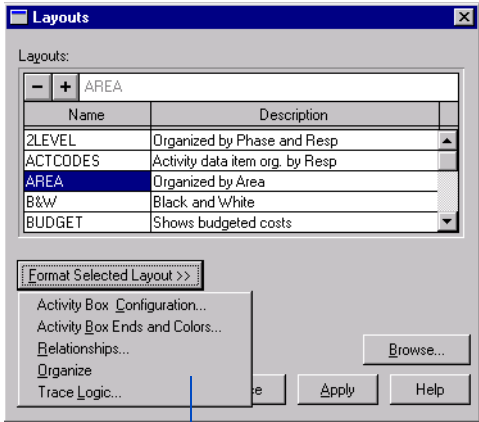 Layouts
Layouts:
AREA
Name Description
2LEVEL Organized by Phase and Resp
ACTCODES Activity data item org. by Resp
AREA Organized by Area
B&W Black and White
BUDGET Shows budgeted costs
Format Selected Layout >>
Activity Box Configuration...
Activity Box Ends and Colors...
Relationships...
Organize
Trace Logic...
Browse...
Apply Help